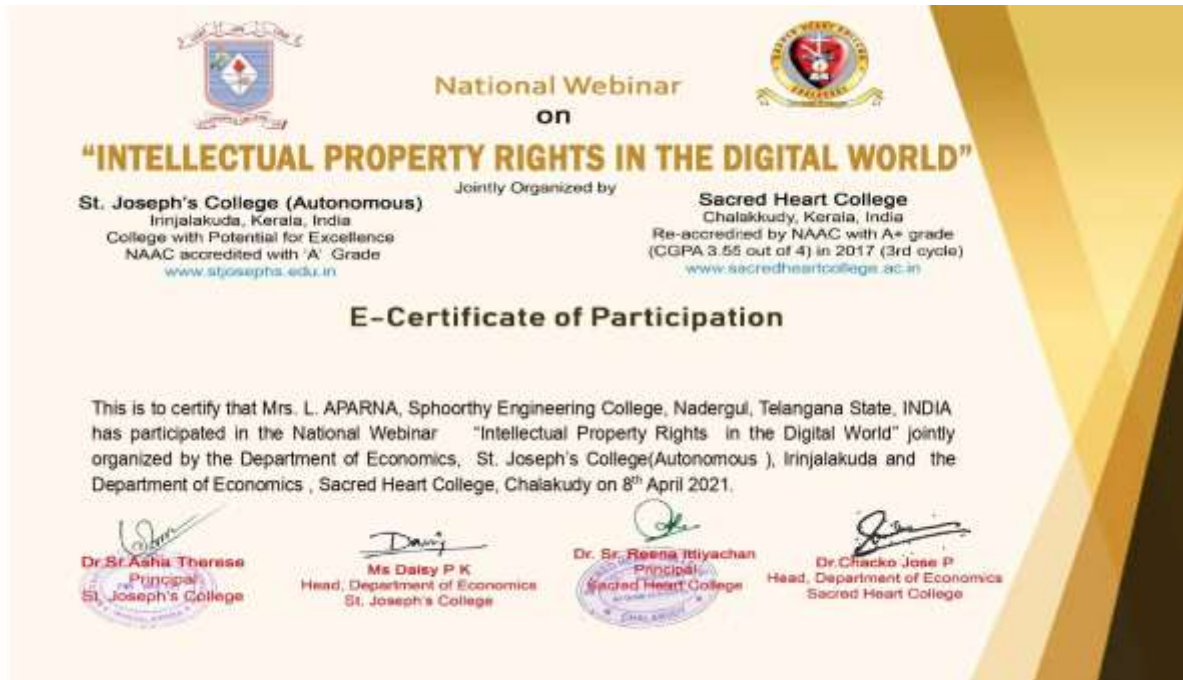 National Webinar
on
“INTELLECTUAL PROPERTY RIGHTS IN THE DIGITAL WORLD”
Jointly Organized by
St. Joseph's College (Autonomous)
Irinjalakuda, Kerala, India
College with Potential for Excellence
NAAC accredited with 'A' Grade
www.stjosephs.edu.in
Sacred Heart College
Chalakkudy, Kerala, India
Re-accredited by NAAC with A+ grade
(CGPA 3.55 out of 4) in 2017 (3rd cycle)
www.sacredheartcollege.ac.in
E-Certificate of Participation
This is to certify that Mrs. L. APARNA, Sphoorthy Engineering College, Nadergul, Telangana State, INDIA
has participated in the National Webinar “Intellectual Property Rights in the Digital World” jointly
organized by the Department of Economics, St. Joseph's College(Autonomous ), Irinjalakuda and the
Department of Economics , Sacred Heart College, Chalakudy on 8th April 2021.
Dr.Sr.Asha Therese
Principal
St. Joseph's College
Ms Daisy P K
Head, Department of Economics
St. Joseph's College
Dr. Sr. Reena Ittiyachan
Principal
Sacred Heart College
CHALAKUDY
Dr.Chacko Jose P
Head, Department of Economics
Sacred Heart College